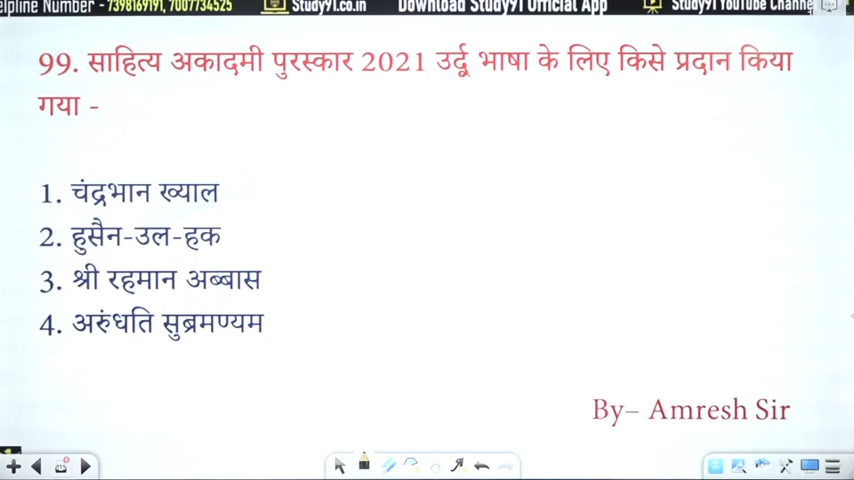 elpline Number - 7398169191, 7007734525 Study91.co.in Download Study91 Official App Study91 YouTube Channe
99. साहित्य अकादमी पुरस्कार 2021 उर्दू भाषा के लिए किसे प्रदान किया
गया -
1. चंद्रभान ख्याल
2. हुसैन-उल-हक
3. श्री रहमान अब्बास
4. अरुंधति सुब्रमण्यम
By– Amresh Sir